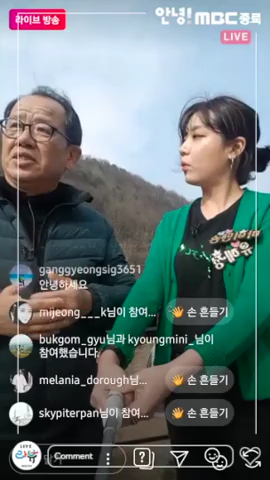 라이브 방송
안녕! MBC충북
LIVE
ganggyeongsig3651
안녕하세요
mijeong___k님이 참여...
손 흔들기
bukgom_gyu님과 kyoungmini_님이
참여했습니다.
melania_dorough님...
손 흔들기
skypiterpan님이 참여...
손 흔들기
LIVE
Comment